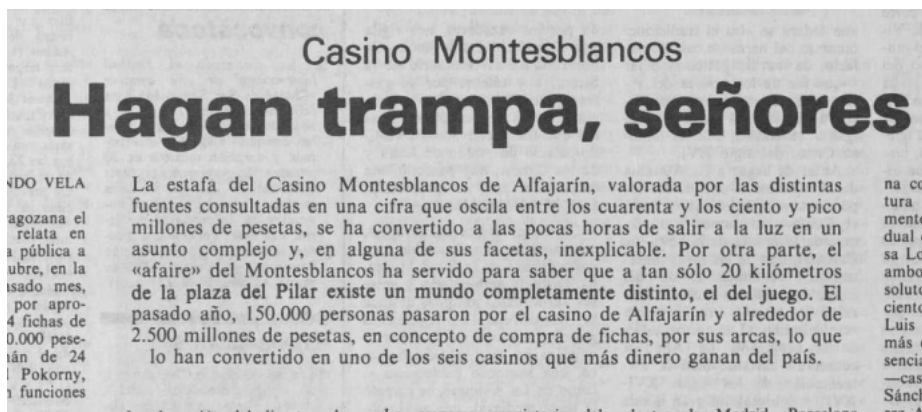 Casino Montesblancos
Hagan trampa, señores
La estafa del Casino Montesblancos de Alfajarín, valorada por las distintas
fuentes consultadas en una cifra que oscila entre los cuarenta y los ciento y pico
millones de pesetas, se ha convertido a las pocas horas de salir a la luz en un
asunto complejo y, en alguna de sus facetas, inexplicable. Por otra parte, el
«afaire» del Montesblancos ha servido para saber que a tan sólo 20 kilómetros
de la plaza del Pilar existe un mundo completamente distinto, el del juego. El
pasado año, 150.000 personas pasaron por el casino de Alfajarín y alrededor de
2.500 millones de pesetas, en concepto de compra de fichas, por sus arcas, lo que
lo han convertido en uno de los seis casinos que más dinero ganan del país.
NDO VELA
ragozana el
relata en
a pública a
ubre, en la
asado mes,
por apro-
4 fichas de
0.000 pese-
mán de 24
Pokorny,
n funciones
na co
tura
mento
dual
sa Lo
ambo
soluto
ciento
Luis
más
sencia
—cas
Sánc